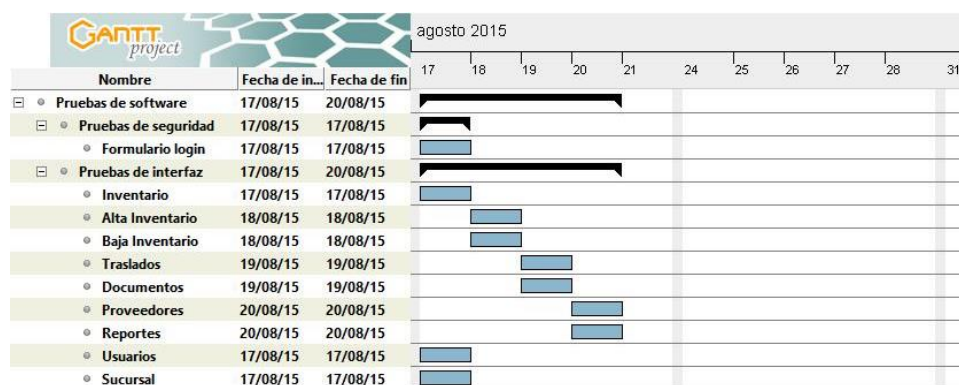 GANTT
project
agosto 2015
17 18 19 20 21 24 25 26 27 28 31
Nombre Fecha de in... Fecha de fin
Pruebas de software 17/08/15 20/08/15
Pruebas de seguridad 17/08/15 17/08/15
Formulario login 17/08/15 17/08/15
Pruebas de interfaz 17/08/15 20/08/15
Inventario 17/08/15 17/08/15
Alta Inventario 18/08/15 18/08/15
Baja Inventario 18/08/15 18/08/15
Traslados 19/08/15 19/08/15
Documentos 19/08/15 19/08/15
Proveedores 20/08/15 20/08/15
Reportes 20/08/15 20/08/15
Usuarios 17/08/15 17/08/15
Sucursal 17/08/15 17/08/15